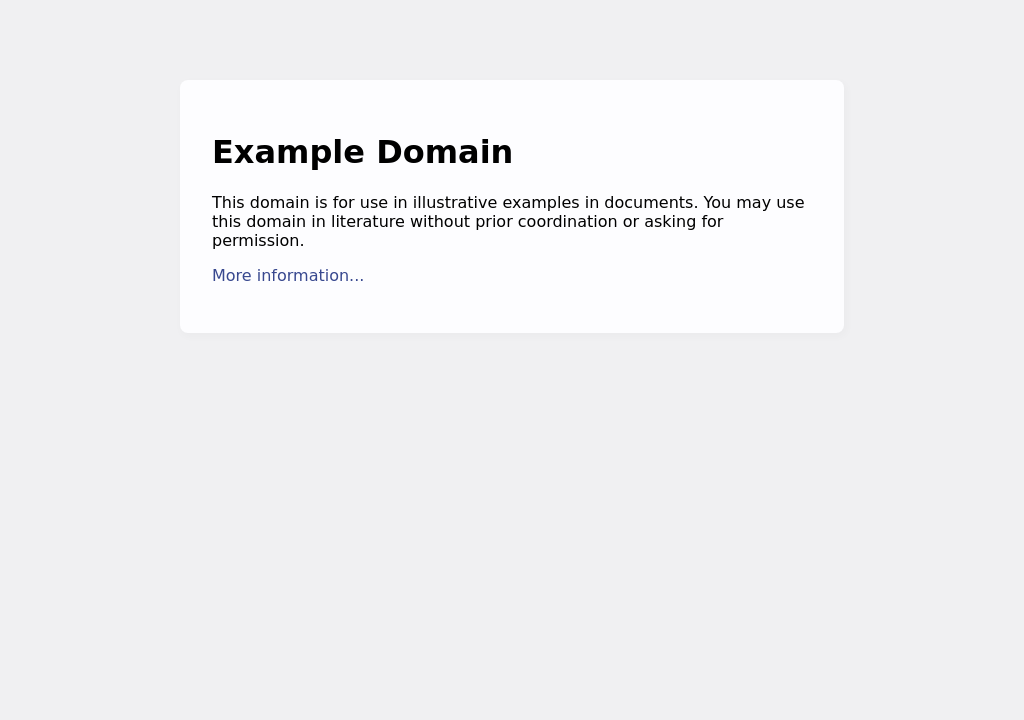 Example Domain
This domain is for use in illustrative examples in documents. You may use
this domain in literature without prior coordination or asking for
permission.
More information...